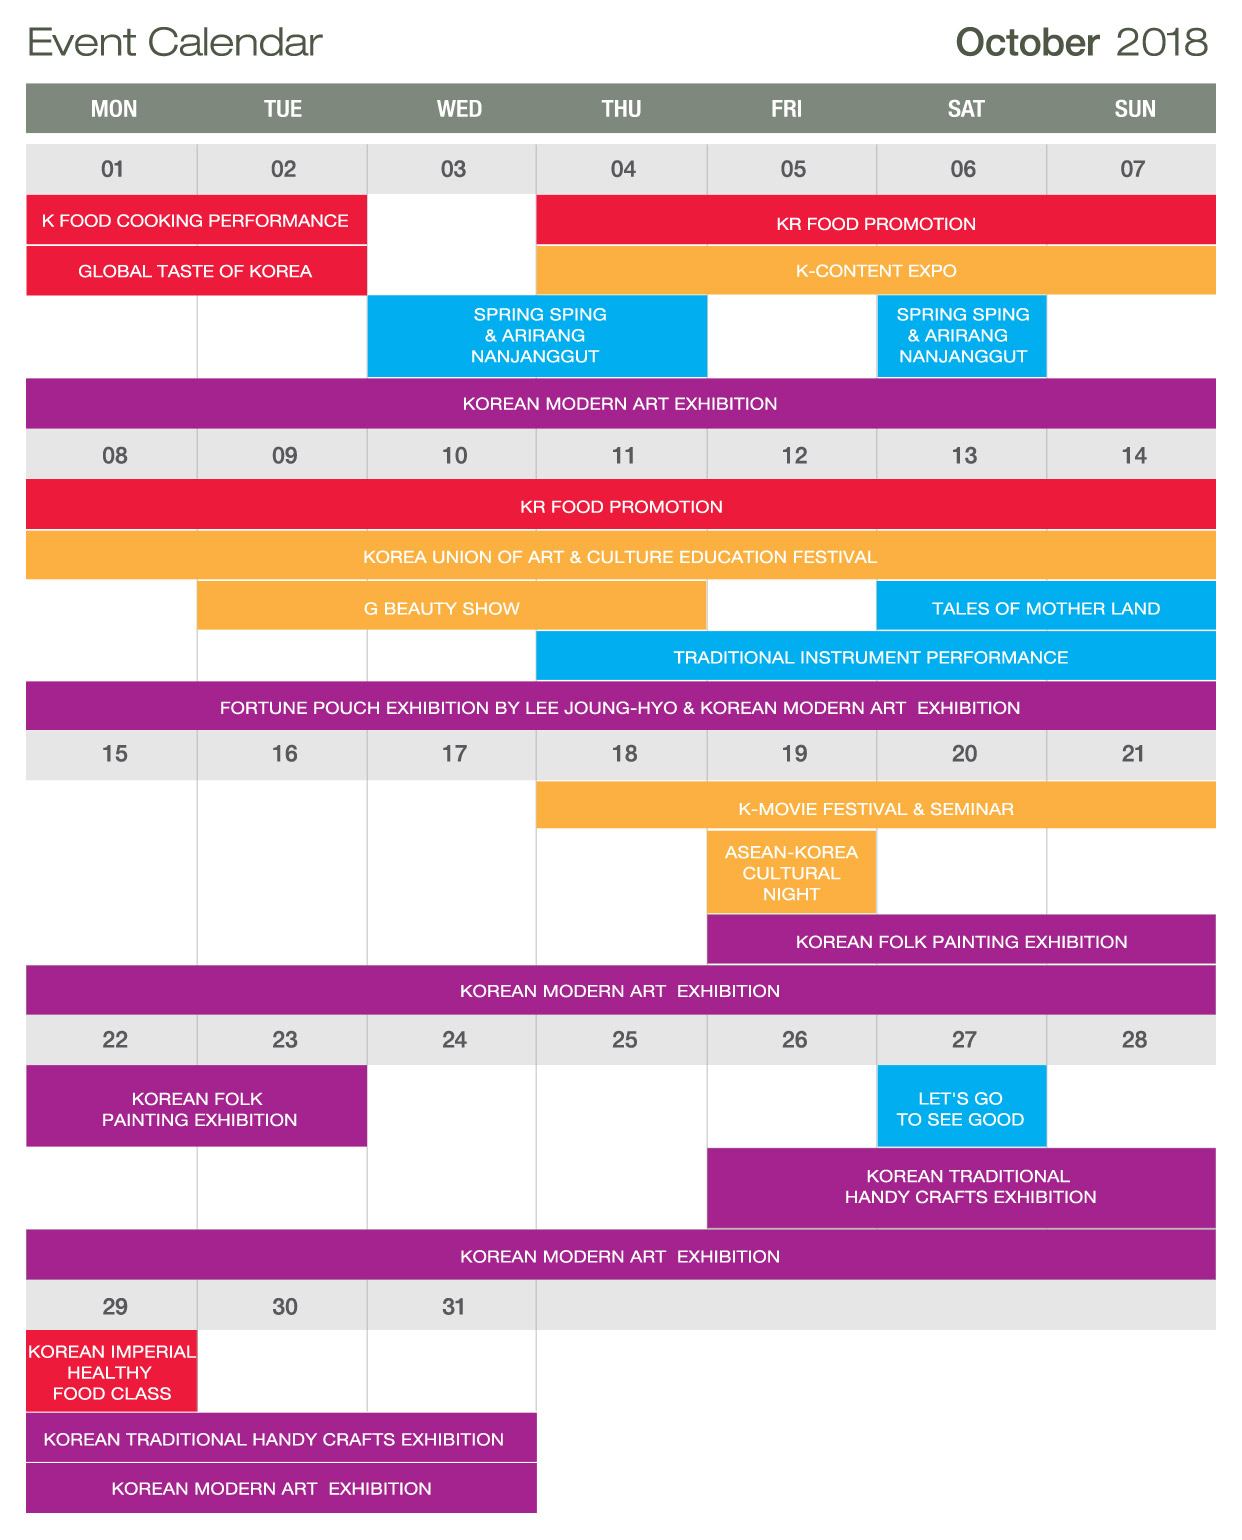 Event Calendar
October 2018
MON TUE WED THU FRI SAT SUN
01 02 03 04 05 06 07
K FOOD COOKING PERFORMANCE
KR FOOD PROMOTION
GLOBAL TASTE OF KOREA
K-CONTENT EXPO
SPRING SPING
& ARIRANG
NANJANGGUT
SPRING SPING
& ARIRANG
NANJANGGUT
KOREAN MODERN ART EXHIBITION
08 09 10 11 12 13 14
KR FOOD PROMOTION
KOREA UNION OF ART & CULTURE EDUCATION FESTIVAL
G BEAUTY SHOW
TALES OF MOTHER LAND
TRADITIONAL INSTRUMENT PERFORMANCE
FORTUNE POUCH EXHIBITION BY LEE JOUNG-HYO & KOREAN MODERN ART EXHIBITION
15 16 17 18 19 20 21
K-MOVIE FESTIVAL & SEMINAR
ASEAN-KOREA
CULTURAL
NIGHT
KOREAN FOLK PAINTING EXHIBITION
KOREAN MODERN ART EXHIBITION
22 23 24 25 26 27 28
KOREAN FOLK
PAINTING EXHIBITION
LET'S GO
TO SEE GOOD
KOREAN TRADITIONAL
HANDY CRAFTS EXHIBITION
KOREAN MODERN ART EXHIBITION
29 30 31
KOREAN IMPERIAL
HEALTHY
FOOD CLASS
KOREAN TRADITIONAL HANDY CRAFTS EXHIBITION
KOREAN MODERN ART EXHIBITION